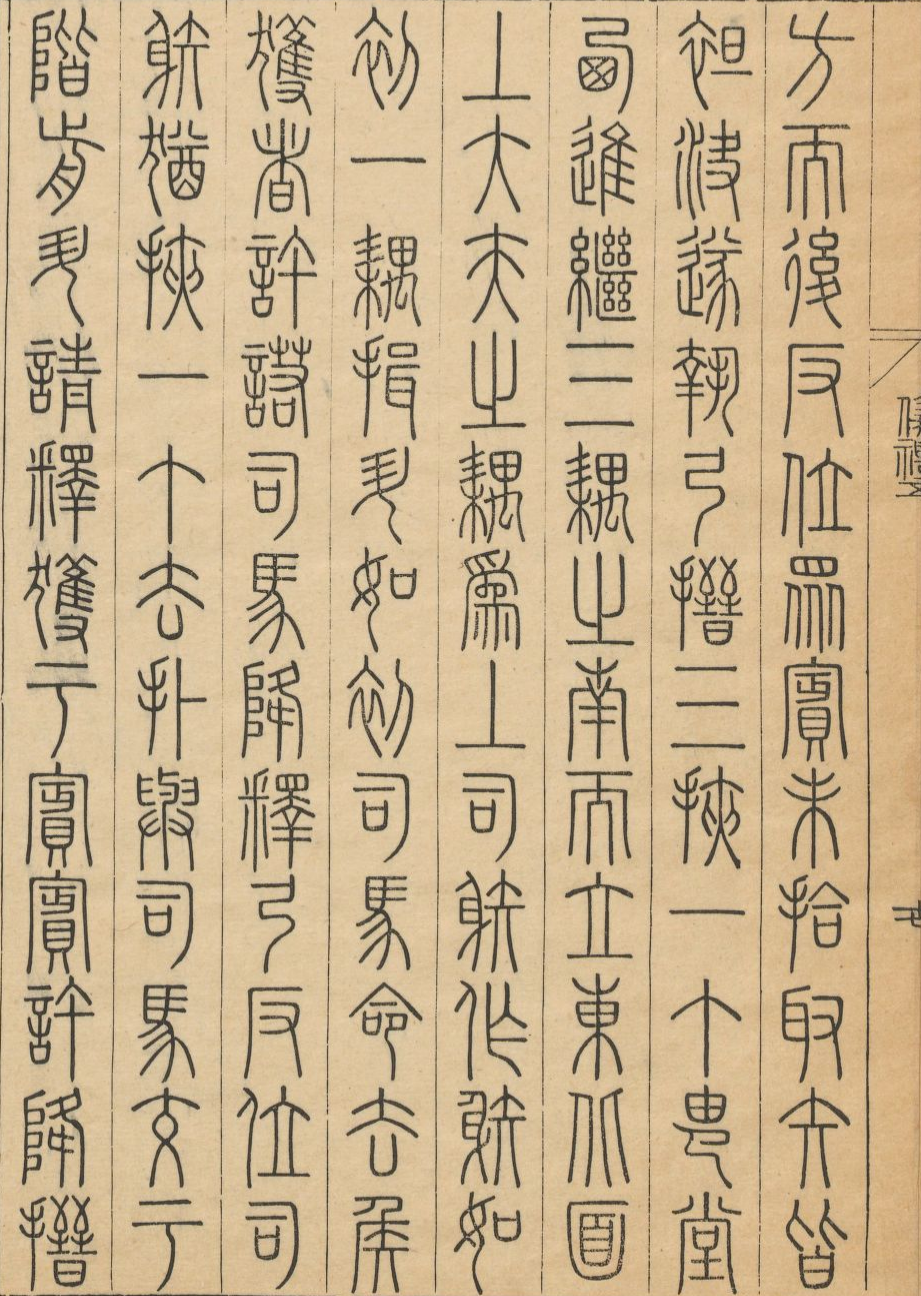 方而後反位眾賓未拾取矢皆
袒決遂執弓搢三挾一个由堂
西進繼三耦之南而立東北面
上大夫之耦為上司射作射如
初一耦揖升如初司馬命去侯
獲者許諾司馬降釋弓反位司
射猶挾一个去扑與司馬交于
階前升請釋獲于賓賓許降搢
儀禮